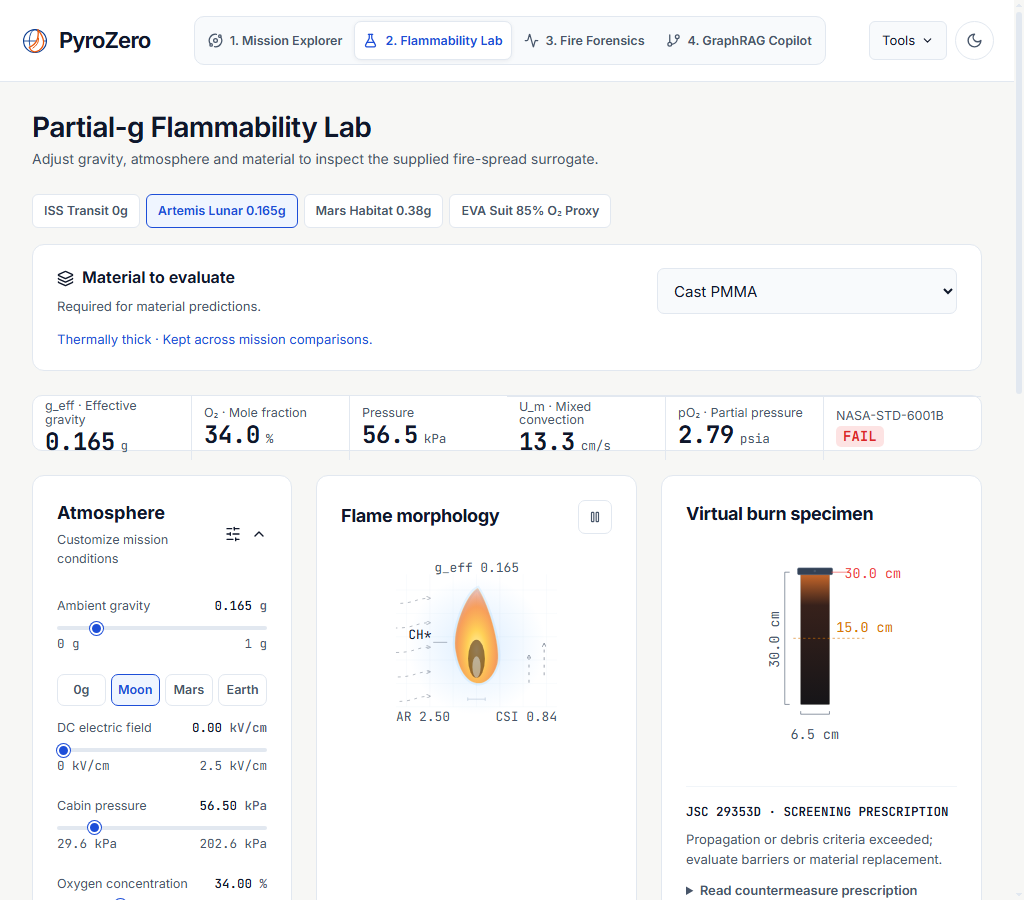 PyroZero
1. Mission Explorer
2. Flammability Lab
3. Fire Forensics
4. GraphRAG Copilot
Tools
Partial-g Flammability Lab
Adjust gravity, atmosphere and material to inspect the supplied fire-spread surrogate.
ISS Transit 0g
Artemis Lunar 0.165g
Mars Habitat 0.38g
EVA Suit 85% O₂ Proxy
Material to evaluate
Required for material predictions.
Thermally thick · Kept across mission comparisons.
Cast PMMA
g_eff · Effective
gravity
0.165 g
O₂ · Mole fraction
34.0 %
Pressure
56.5 kPa
U_m · Mixed
convection
13.3 cm/s
pO₂ · Partial pressure
2.79 psia
NASA-STD-6001B
FAIL
Atmosphere
Customize mission
conditions
Ambient gravity 0.165 g
0 g 1 g
0g Moon Mars Earth
DC electric field 0.00 kV/cm
0 kV/cm 2.5 kV/cm
Cabin pressure 56.50 kPa
29.6 kPa 202.6 kPa
Oxygen concentration 34.00 %
Flame morphology
g_eff 0.165
CH*
AR 2.50 CSI 0.84
Virtual burn specimen
30.0 cm
15.0 cm
30.0 cm
6.5 cm
JSC 29353D · SCREENING PRESCRIPTION
Propagation or debris criteria exceeded;
evaluate barriers or material replacement.
Read countermeasure prescription